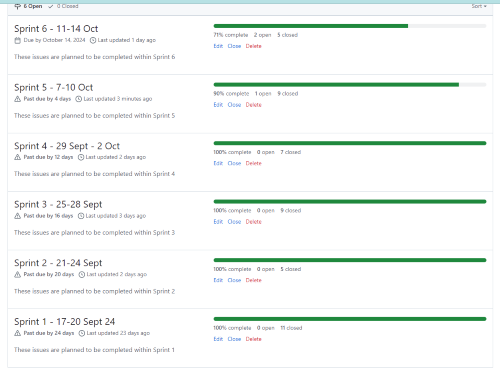 6 Open 0 Closed Sort
Sprint 6 - 11-14 Oct
Due by October 14, 2024 Last updated 1 day ago
These issues are planned to be completed within Sprint 6
71% complete 2 open 5 closed
Edit Close Delete
Sprint 5 - 7-10 Oct
Past due by 4 days Last updated 3 minutes ago
These issues are planned to be completed within Sprint 5
90% complete 1 open 9 closed
Edit Close Delete
Sprint 4 - 29 Sept - 2 Oct
Past due by 12 days Last updated 2 days ago
These issues are planned to be completed within Sprint 4
100% complete 0 open 7 closed
Edit Close Delete
Sprint 3 - 25-28 Sept
Past due by 16 days Last updated 3 days ago
These issues are planned to be completed within Sprint 3
100% complete 0 open 9 closed
Edit Close Delete
Sprint 2 - 21-24 Sept
Past due by 20 days Last updated 2 days ago
These issues are planned to be completed within Sprint 2
100% complete 0 open 5 closed
Edit Close Delete
Sprint 1 - 17-20 Sept 24
Past due by 24 days Last updated 23 days ago
These issues are planned to be completed within Sprint 1
100% complete 0 open 11 closed
Edit Close Delete